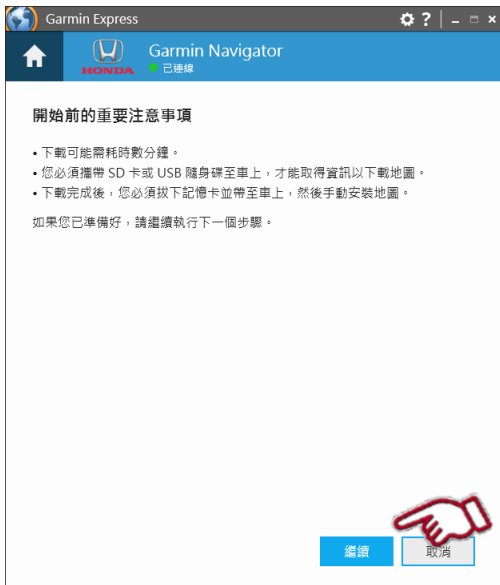 Garmin Express
?
HONDA
Garmin Navigator
已連線
開始前的重要注意事項
• 下載可能需耗時數分鐘。
• 您必須攜帶 SD 卡或 USB 隨身碟至車上，才能取得資訊以下載地圖。
• 下載完成後，您必須拔下記憶卡並帶至車上，然後手動安裝地圖。
如果您已準備好，請繼續執行下一個步驟。
繼續
取消